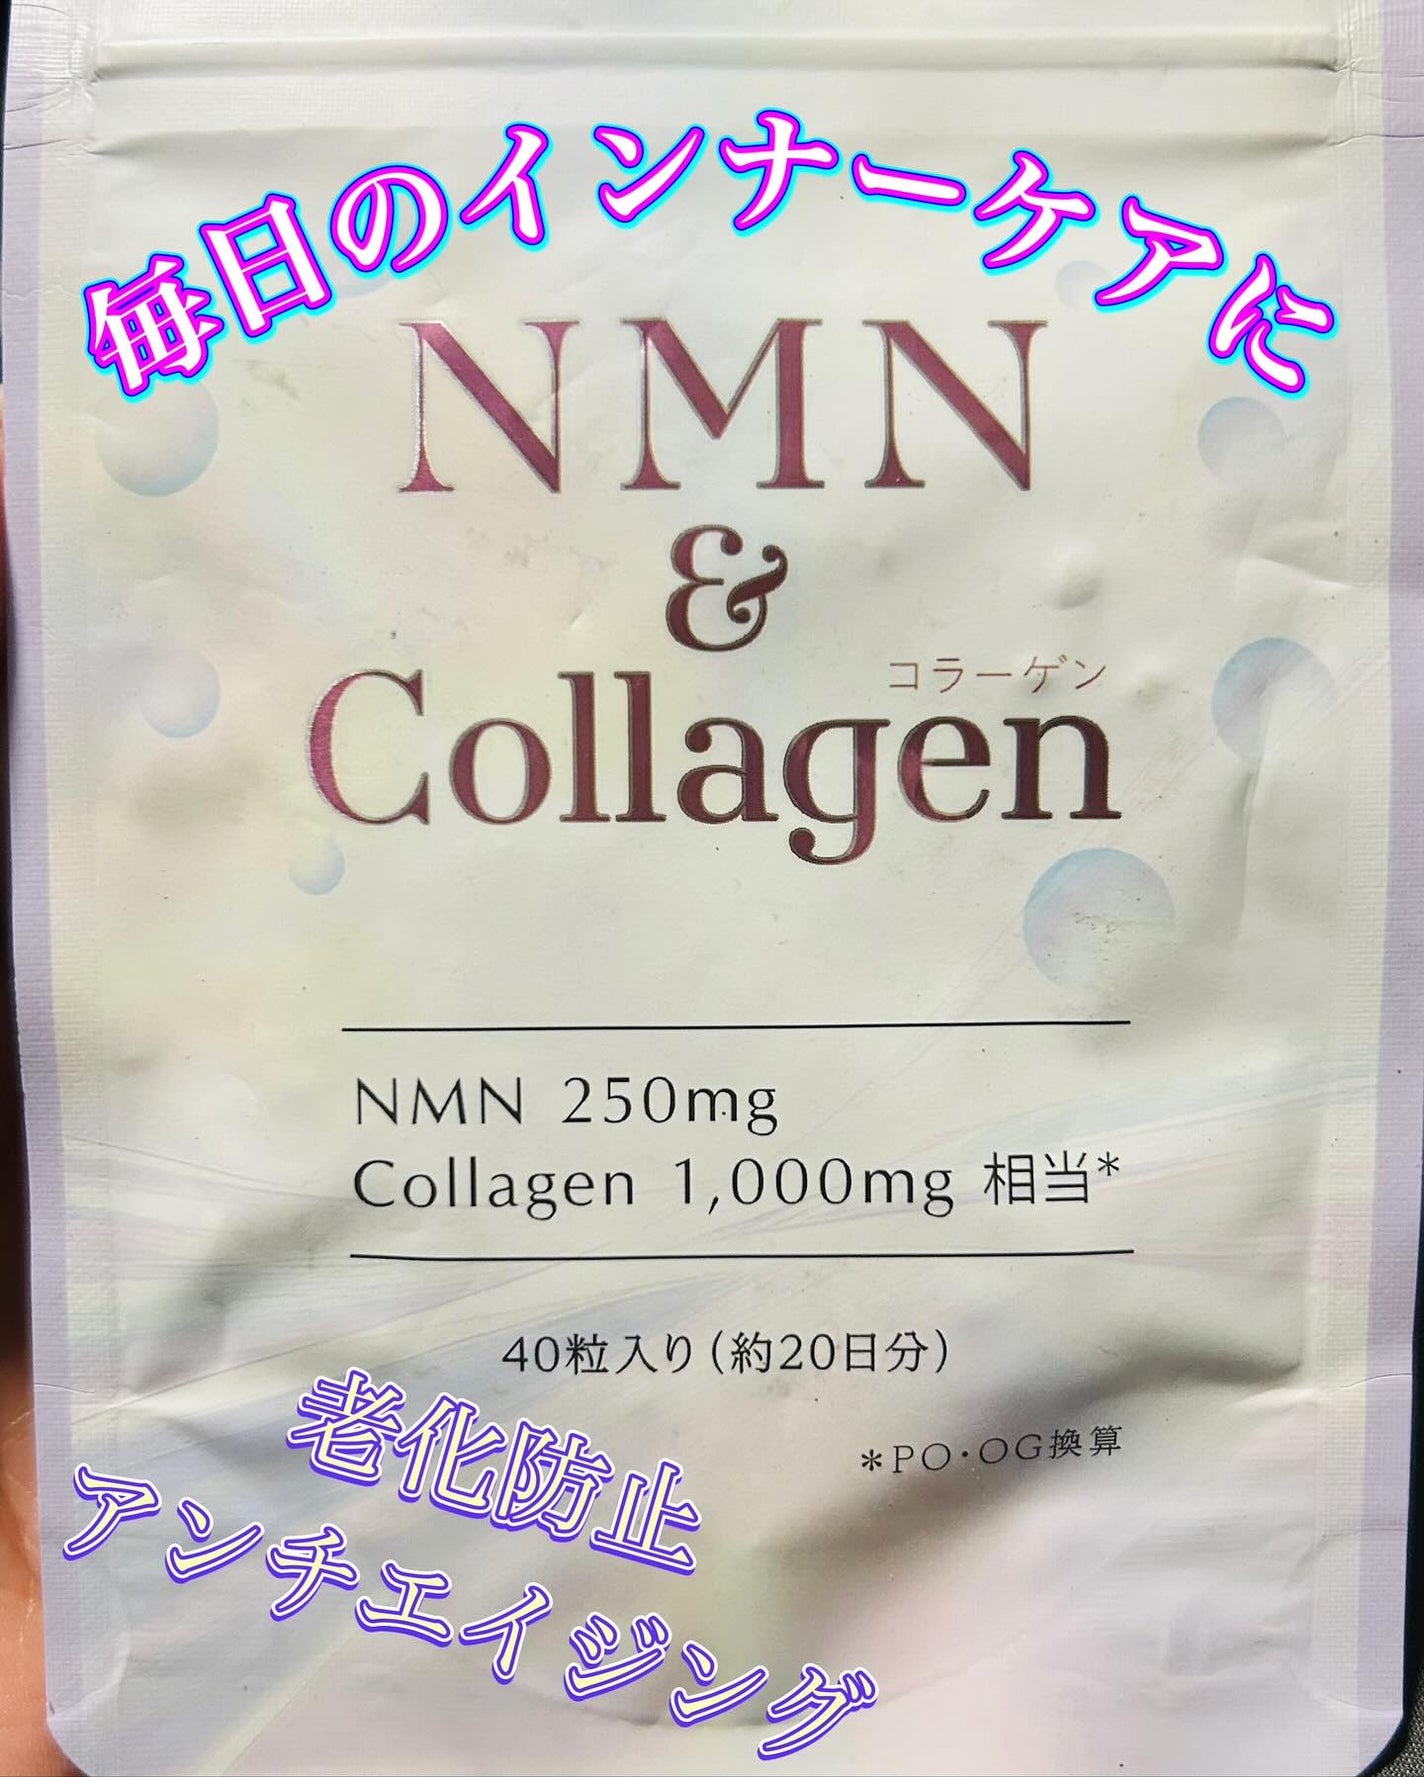 毎日のインナーケアに
NMN
&
コラーゲン
Collagen
NMN 250mg
Collagen 1,000mg 相当*
40粒入り(約20日分)
*PO・OG換算
老化防止
アンチエイジング